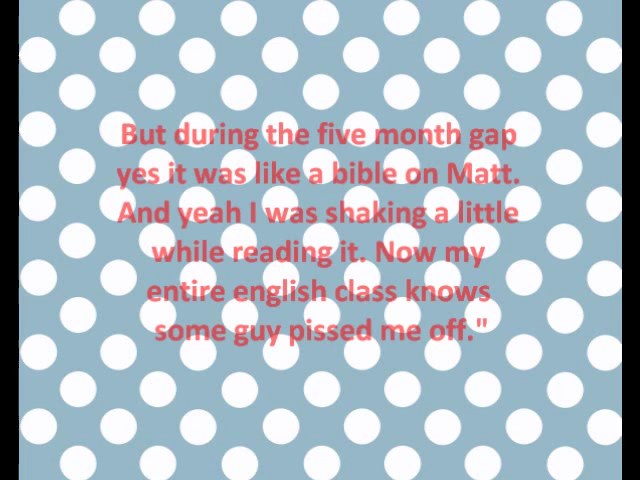 But during the five month gap
yes it was like a bible on Matt.
And yeah I was shaking a little
while reading it. Now my
entire english class knows
some guy pissed me off."